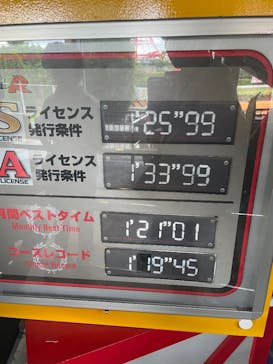 S ライセンス
LICENSE 発行条件
1'25"99
A ライセンス
LICENSE 発行条件
1'33"99
月間ベストタイム
Monthly Best Time
1'21"01
コースレコード
1'19"45